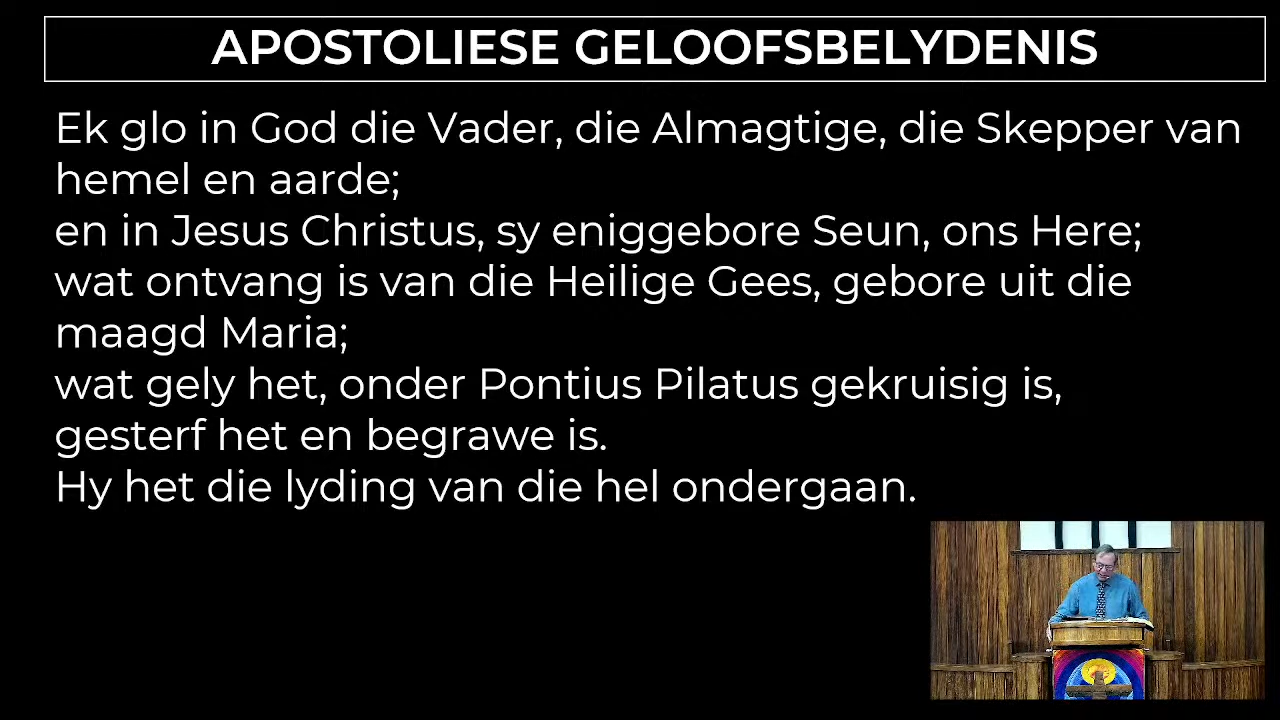 APOSTOLIESE GELOOFSBELYDENIS
Ek glo in God die Vader, die Almagtige, die Skepper van
hemel en aarde;
en in Jesus Christus, sy eniggebore Seun, ons Here;
wat ontvang is van die Heilige Gees, gebore uit die
maagd Maria;
wat gely het, onder Pontius Pilatus gekruisig is,
gesterf het en begrawe is.
Hy het die lyding van die hel ondergaan.